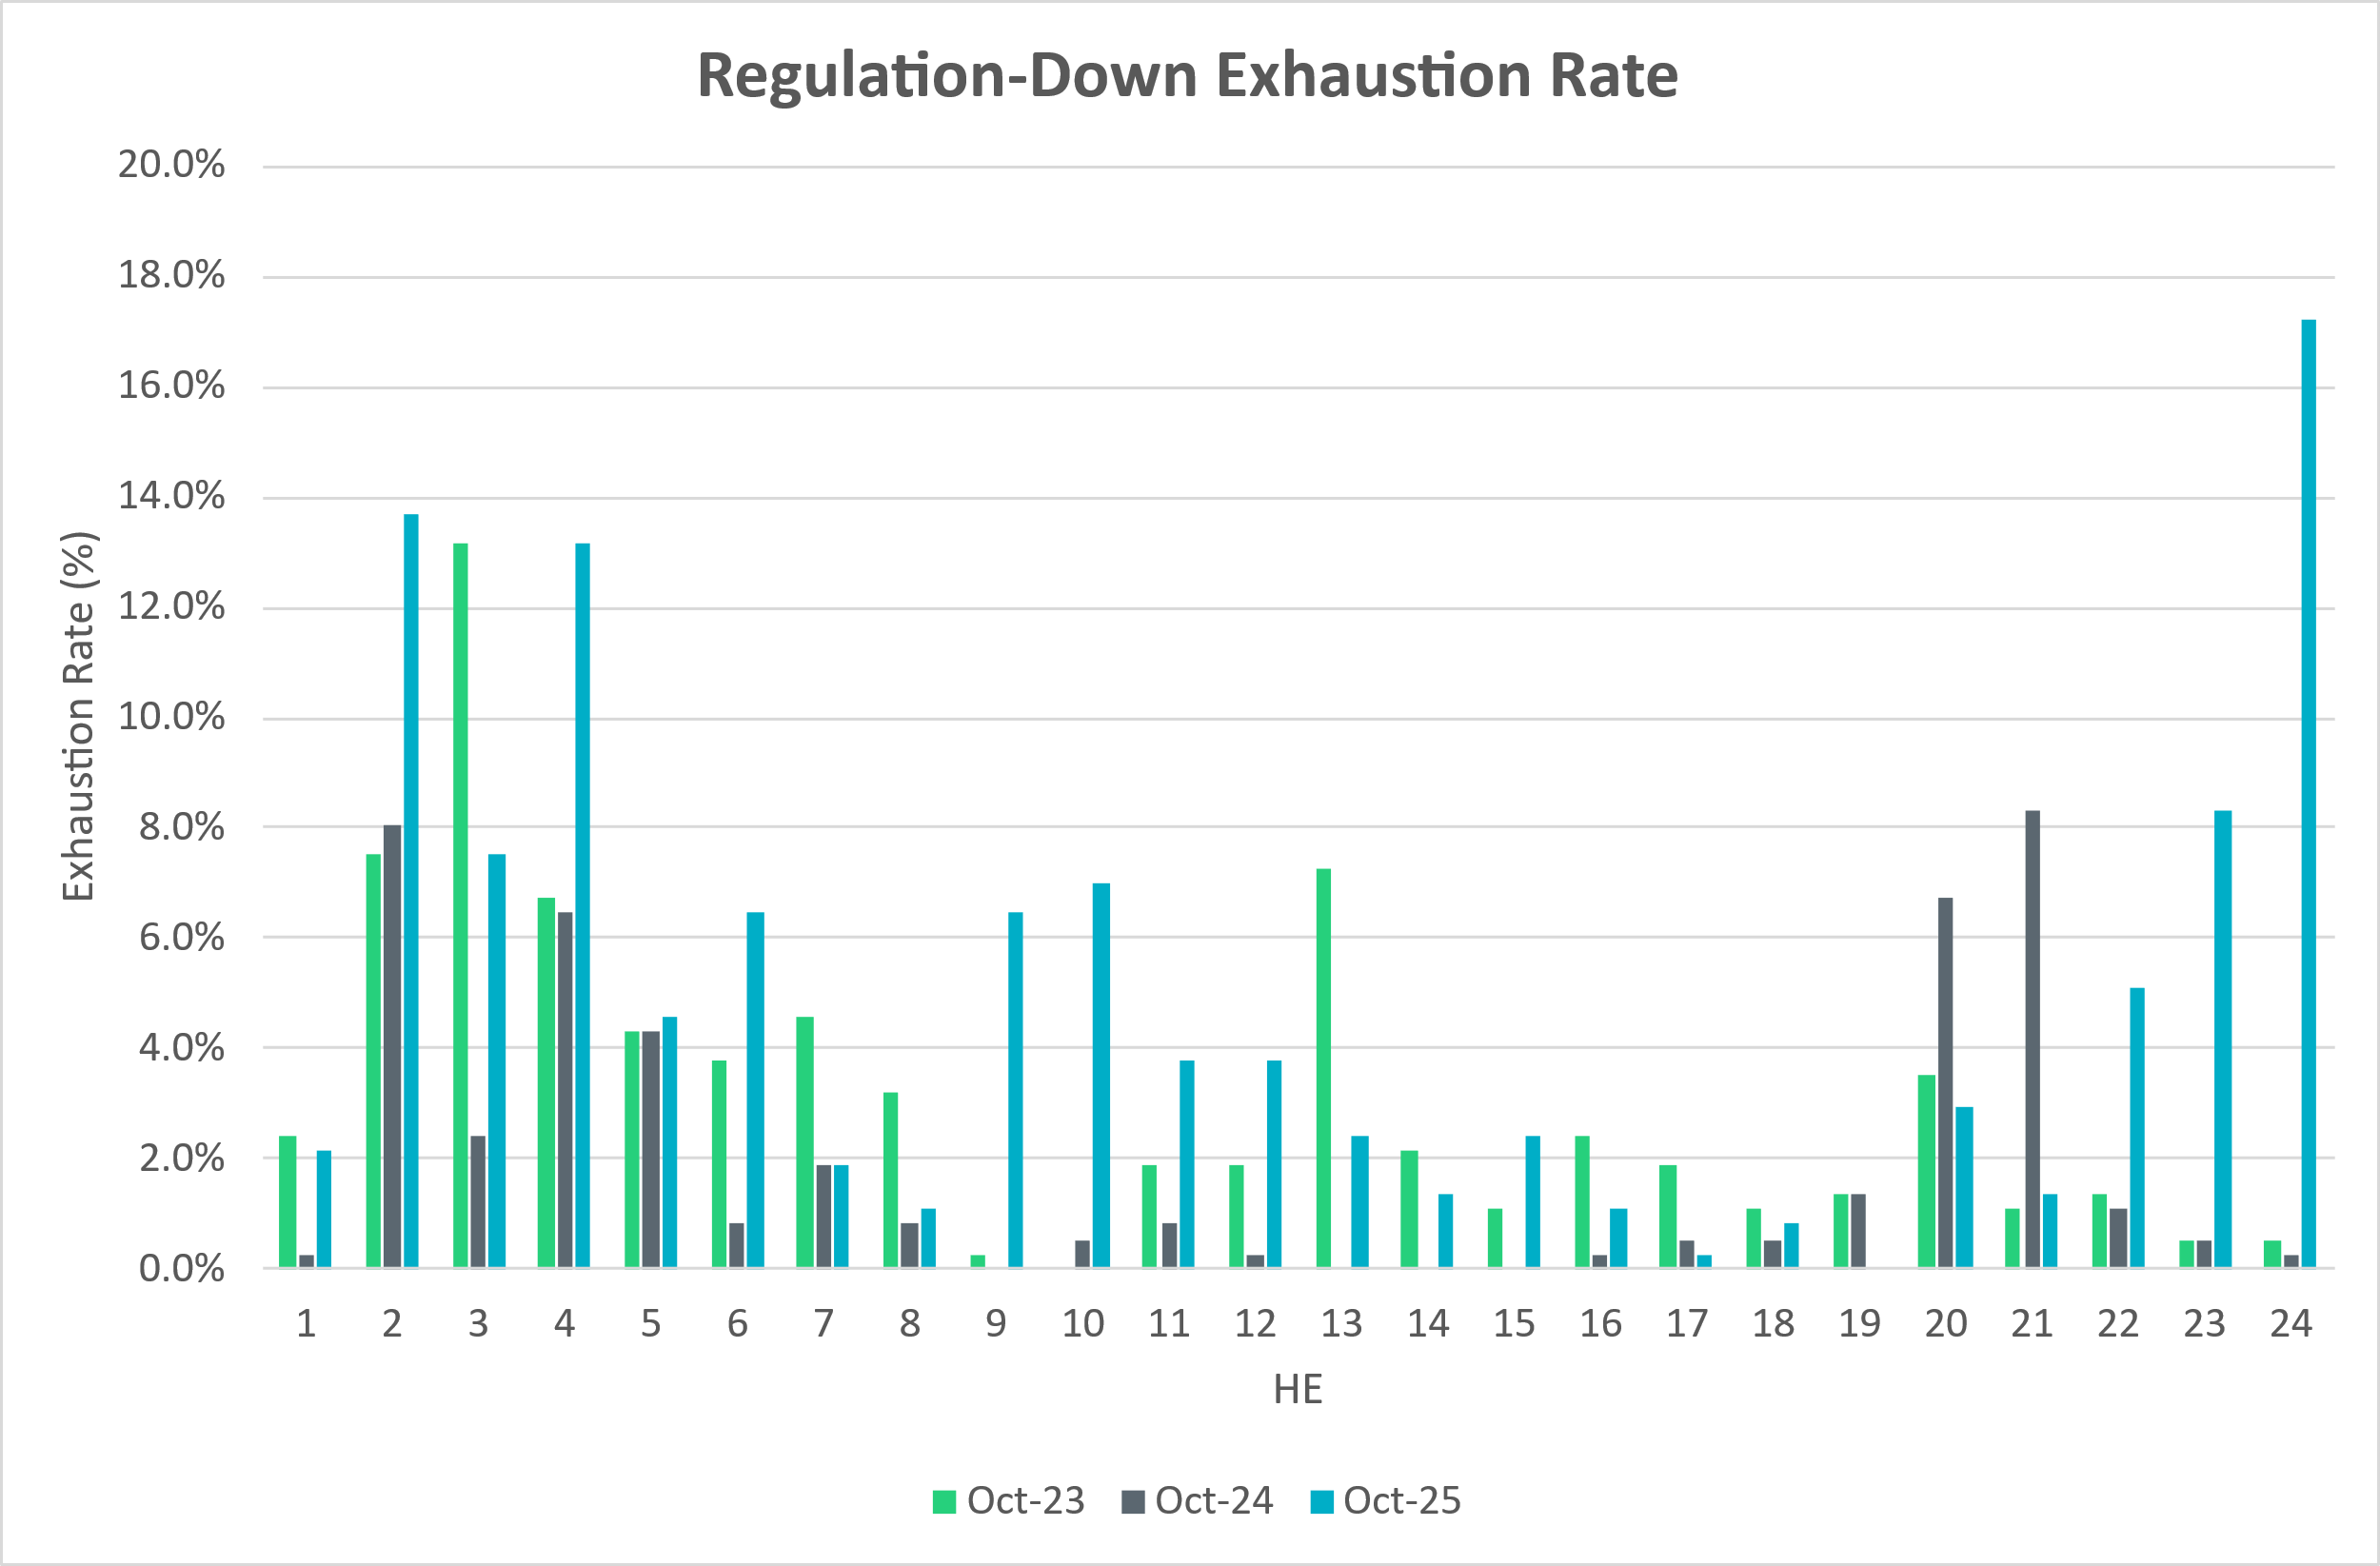 Regulation-Down Exhaustion Rate
Exhaustion Rate (%)
20.0%
18.0%
16.0%
14.0%
12.0%
10.0%
8.0%
6.0%
4.0%
2.0%
0.0%
1 2 3 4 5 6 7 8 9 10 11 12 13 14 15 16 17 18 19 20 21 22 23 24
HE
Oct-23 Oct-24 Oct-25